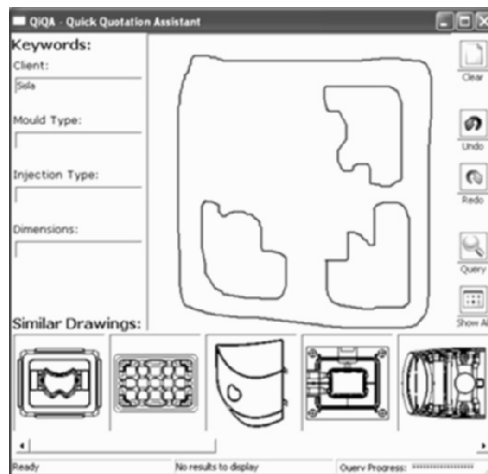 QiQA - Quick Quotation Assistant
Keywords:
Client:
Sola
Mould Type:
Injection Type:
Dimensions:
Clear
Undo
Redo
Query
Show Al
Similar Drawings:
Ready
No results to display
Query Progress: